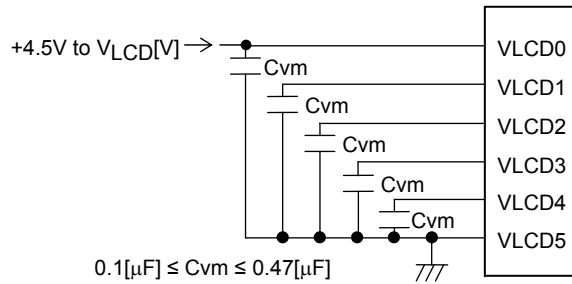 +4.5V to VLCD[V]
VLCD0
Cvm
VLCD1
Cvm
VLCD2
Cvm
VLCD3
Cvm
VLCD4
Cvm
VLCD5
0.1[μF] ≤ Cvm ≤ 0.47[μF]